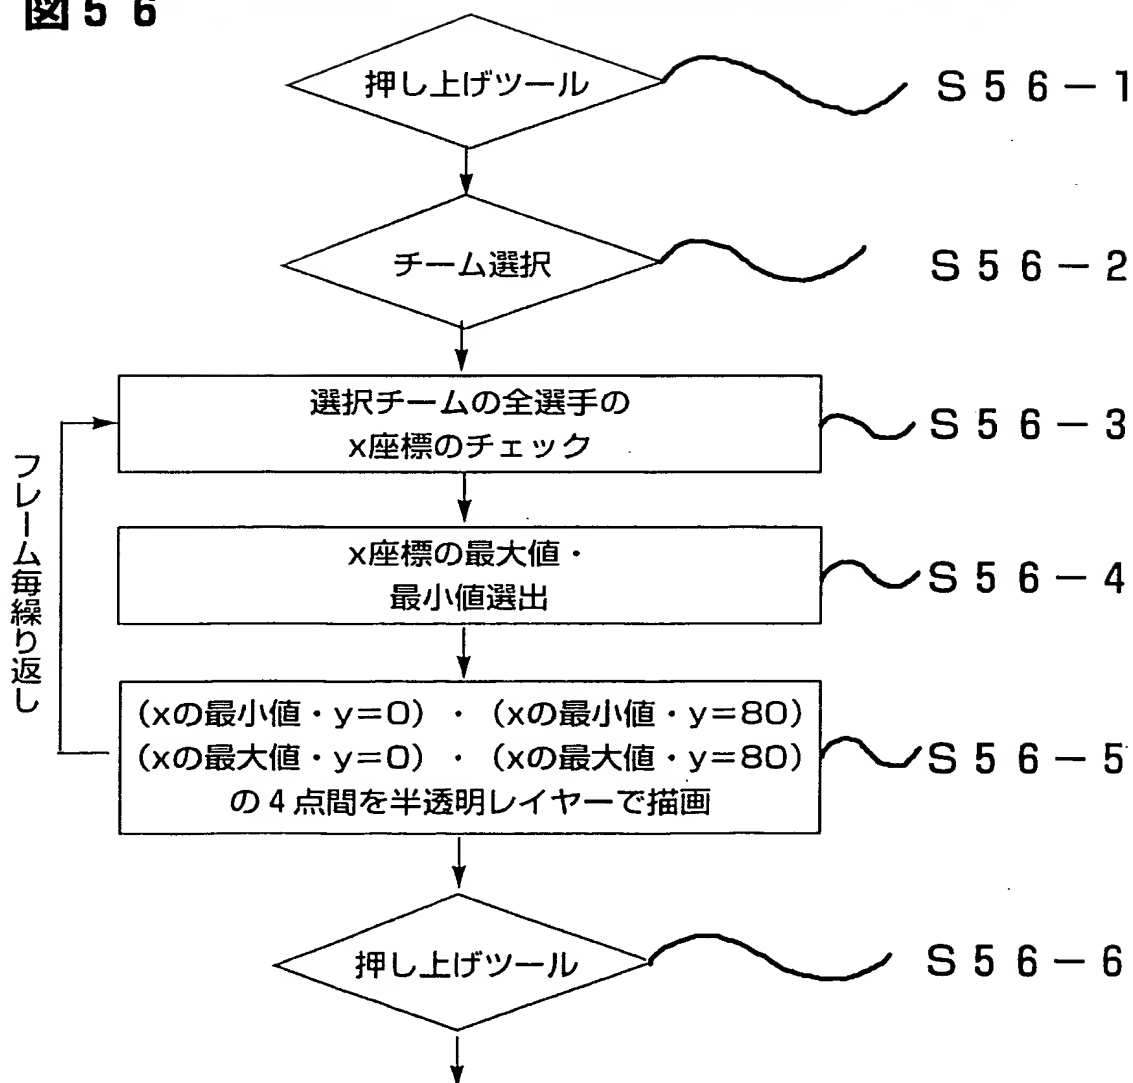 図５６
押し上げツール
Ｓ５６－１
チーム選択
Ｓ５６－２
選択チームの全選手の
x座標のチェック
Ｓ５６－３
フレーム毎繰り返し
x座標の最大値・
最小値選出
Ｓ５６－４
（xの最小値・y=0）・（xの最小値・y=80）
（xの最大値・y=0）・（xの最大値・y=80）
の４点間を半透明レイヤーで描画
Ｓ５６－５
押し上げツール
Ｓ５６－６